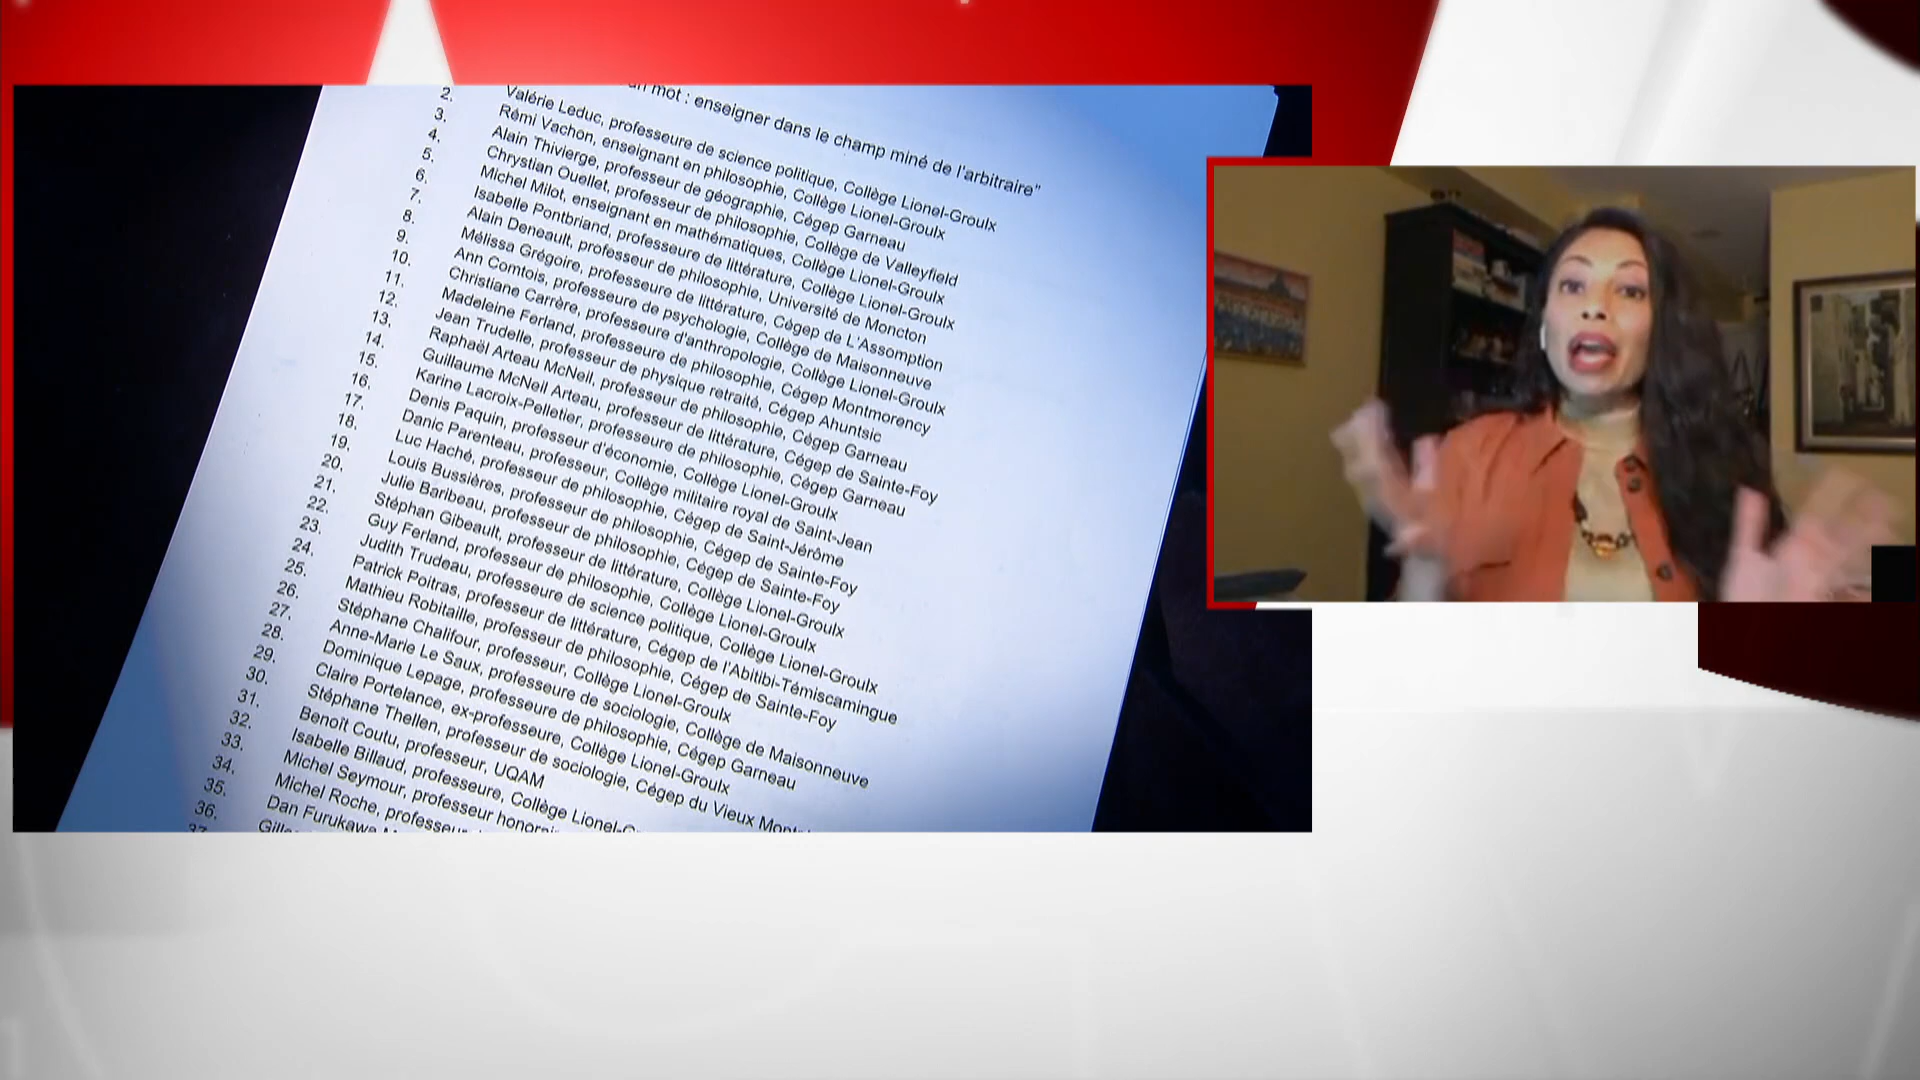 mot : enseigner dans le champ miné de l'arbitraire"
2. Valérie Leduc, professeure de science politique, Collège Lionel-Groulx
3. Rémi Vachon, enseignant en philosophie, Collège Lionel-Groulx
4. Alain Thivierge, professeur de géographie, Cégep Garneau
5. Chrystian Ouellet, professeur de philosophie, Collège de Valleyfield
6. Michel Milot, enseignant en mathématiques, Collège Lionel-Groulx
7. Isabelle Pontbriand, professeure de littérature, Collège Lionel-Groulx
8. Alain Deneault, professeur de philosophie, Université de Moncton
9. Mélissa Grégoire, professeure de littérature, Cégep de L'Assomption
10. Ann Comtois, professeure de psychologie, Collège de Maisonneuve
11. Christiane Carrère, professeure d'anthropologie, Collège Lionel-Groulx
12. Madeleine Ferland, professeure de philosophie, Cégep Montmorency
13. Jean Trudelle, professeur de physique retraité, Cégep Ahuntsic
14. Raphaël Arteau McNeil, professeur de philosophie, Cégep Garneau
15. Guillaume McNeil Arteau, professeur de littérature, Cégep de Sainte-Foy
16. Karine Lacroix-Pelletier, professeure de philosophie, Cégep Garneau
17. Denis Paquin, professeur d'économie, Collège Lionel-Groulx
18. Danic Parenteau, professeur, Collège militaire royal de Saint-Jean
19. Luc Haché, professeur de philosophie, Cégep de Saint-Jérôme
20. Louis Bussières, professeur de philosophie, Cégep de Sainte-Foy
21. Julie Baribeau, professeur de philosophie, Cégep de Sainte-Foy
22. Stéphan Gibeault, professeur de littérature, Collège Lionel-Groulx
23. Guy Ferland, professeur de philosophie, Collège Lionel-Groulx
24. Judith Trudeau, professeure de science politique, Collège Lionel-Groulx
25. Patrick Poitras, professeur de littérature, Cégep de l'Abitibi-Témiscamingue
26. Mathieu Robitaille, professeur de philosophie, Cégep de Sainte-Foy
27. Stéphane Chalifour, professeur, Collège Lionel-Groulx
28. Anne-Marie Le Saux, professeure de sociologie, Collège de Maisonneuve
29. Dominique Lepage, professeure de philosophie, Cégep Garneau
30. Claire Portelance, ex-professeure, Collège Lionel-Groulx
31. Stéphane Thellen, professeur de sociologie, Cégep du Vieux
32. Benoît Coutu, professeur, UQAM
33. Isabelle Billaud, professeure, Collège
34. Michel Seymour, professeur
35. Michel Roche, professeur
36. Dan Furukawa